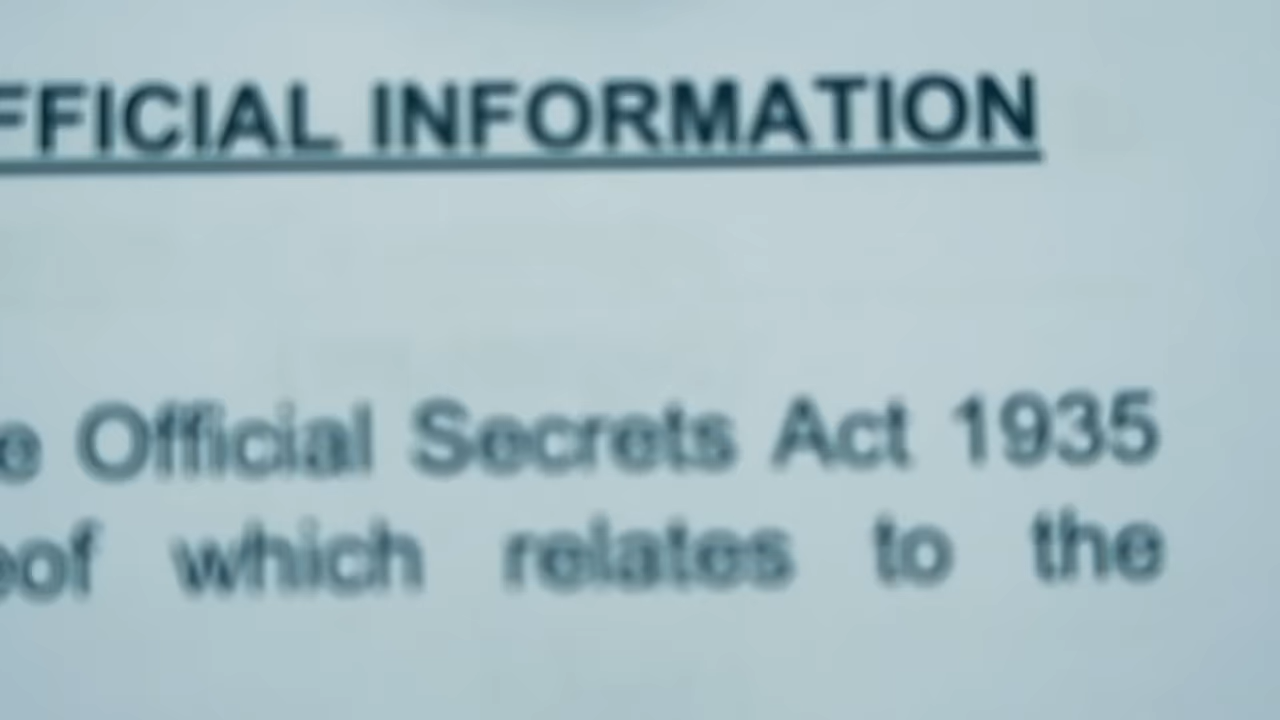 FFICIAL INFORMATION
e Official Secrets Act 1935
eof which relates to the